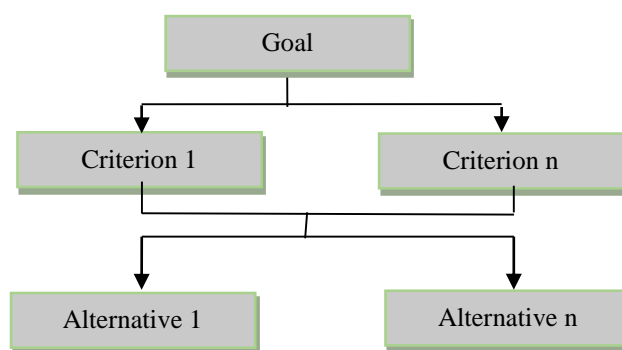 Goal
Criterion 1
Criterion n
Alternative 1
Alternative n